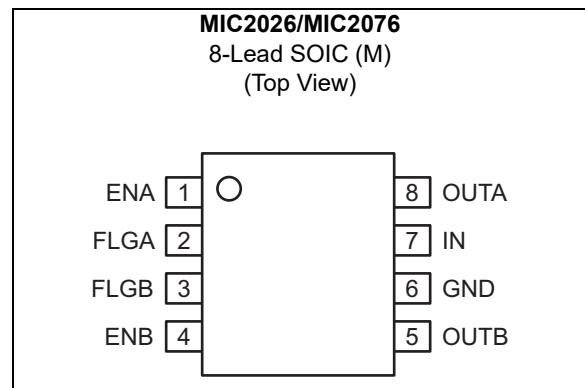 MIC2026/MIC2076
8-Lead SOIC (M)
(Top View)
ENA 1 8 OUTA
FLGA 2 7 IN
FLGB 3 6 GND
ENB 4 5 OUTB